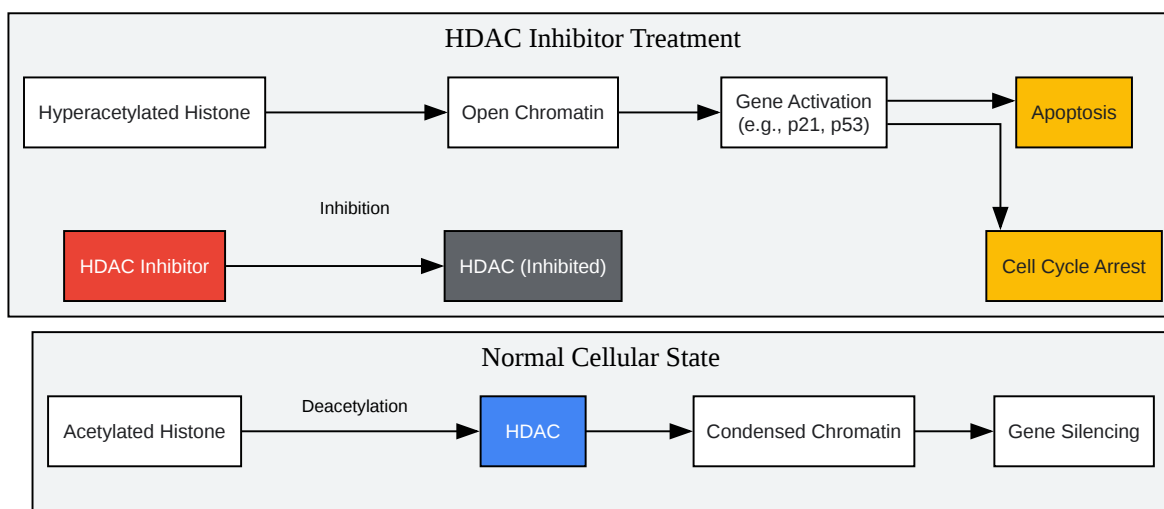 HDAC Inhibitor Treatment
Hyperacetylated Histone
Open Chromatin
Gene Activation
(e.g., p21, p53)
Apoptosis
Inhibition
HDAC Inhibitor
HDAC (Inhibited)
Cell Cycle Arrest
Normal Cellular State
Acetylated Histone
Deacetylation
HDAC
Condensed Chromatin
Gene Silencing